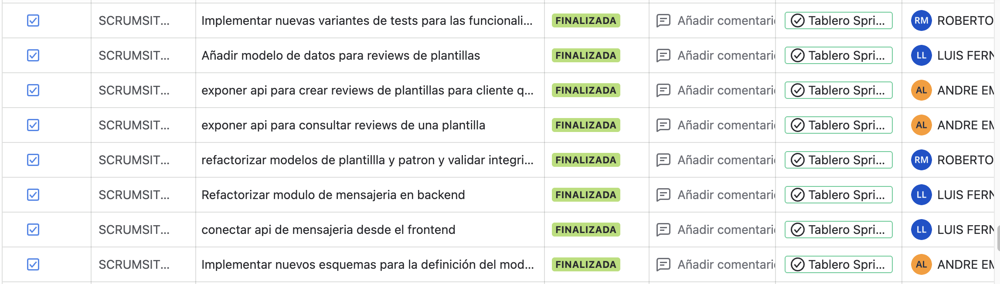 SCRUMSIT... Implementar nuevas variantes de tests para las funcionali... FINALIZADA Añadir comentari Tablero Spri... RM ROBERTO
SCRUMSIT... Añadir modelo de datos para reviews de plantillas FINALIZADA Añadir comentari Tablero Spri... LL LUIS FERN
SCRUMSIT... exponer api para crear reviews de plantillas para cliente q... FINALIZADA Añadir comentari Tablero Spri... AL ANDRE EM
SCRUMSIT... exponer api para consultar reviews de una plantilla FINALIZADA Añadir comentari Tablero Spri... AL ANDRE EM
SCRUMSIT... refactorizar modelos de plantillla y patron y validar integri... FINALIZADA Añadir comentari Tablero Spri... RM ROBERTO
SCRUMSIT... Refactorizar modulo de mensajeria en backend FINALIZADA Añadir comentari Tablero Spri... LL LUIS FERN
SCRUMSIT... conectar api de mensajeria desde el frontend FINALIZADA Añadir comentari Tablero Spri... LL LUIS FERN
SCRUMSIT... Implementar nuevos esquemas para la definición del mod... FINALIZADA Añadir comentari Tablero Spri... AL ANDRE EM